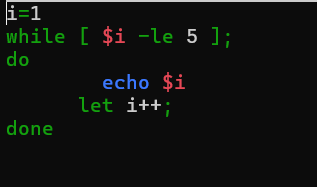 i=1
while [ $i -le 5 ];
do
        echo $i
      let i++;
done